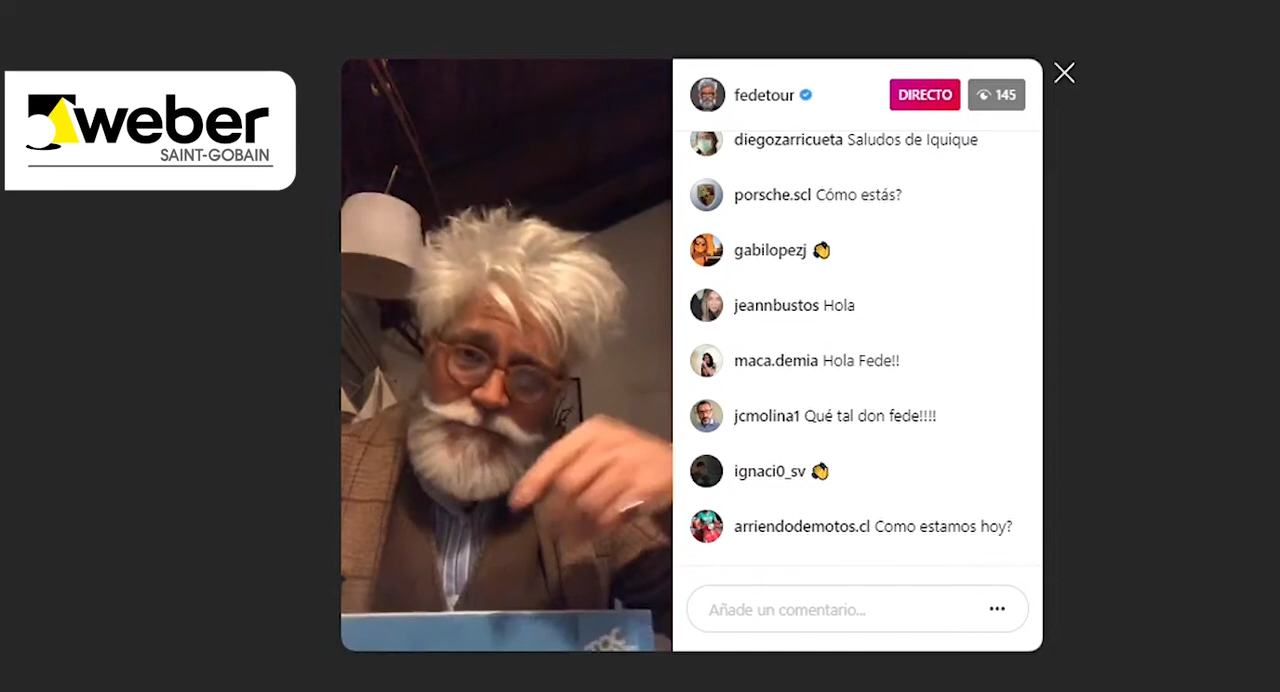 weber
SAINT-GOBAIN
fedetour
DIRECTO
145
diegozarricueta Saludos de Iquique
porsche.scl Cómo estás?
gabilopezj 👏
jeannbustos Hola
maca.demia Hola Fede!!
jcmolina1 Qué tal don fede!!!!
ignaci0_sv 👏
arriendodemotos.cl Como estamos hoy?
Añade un comentario...
TOC